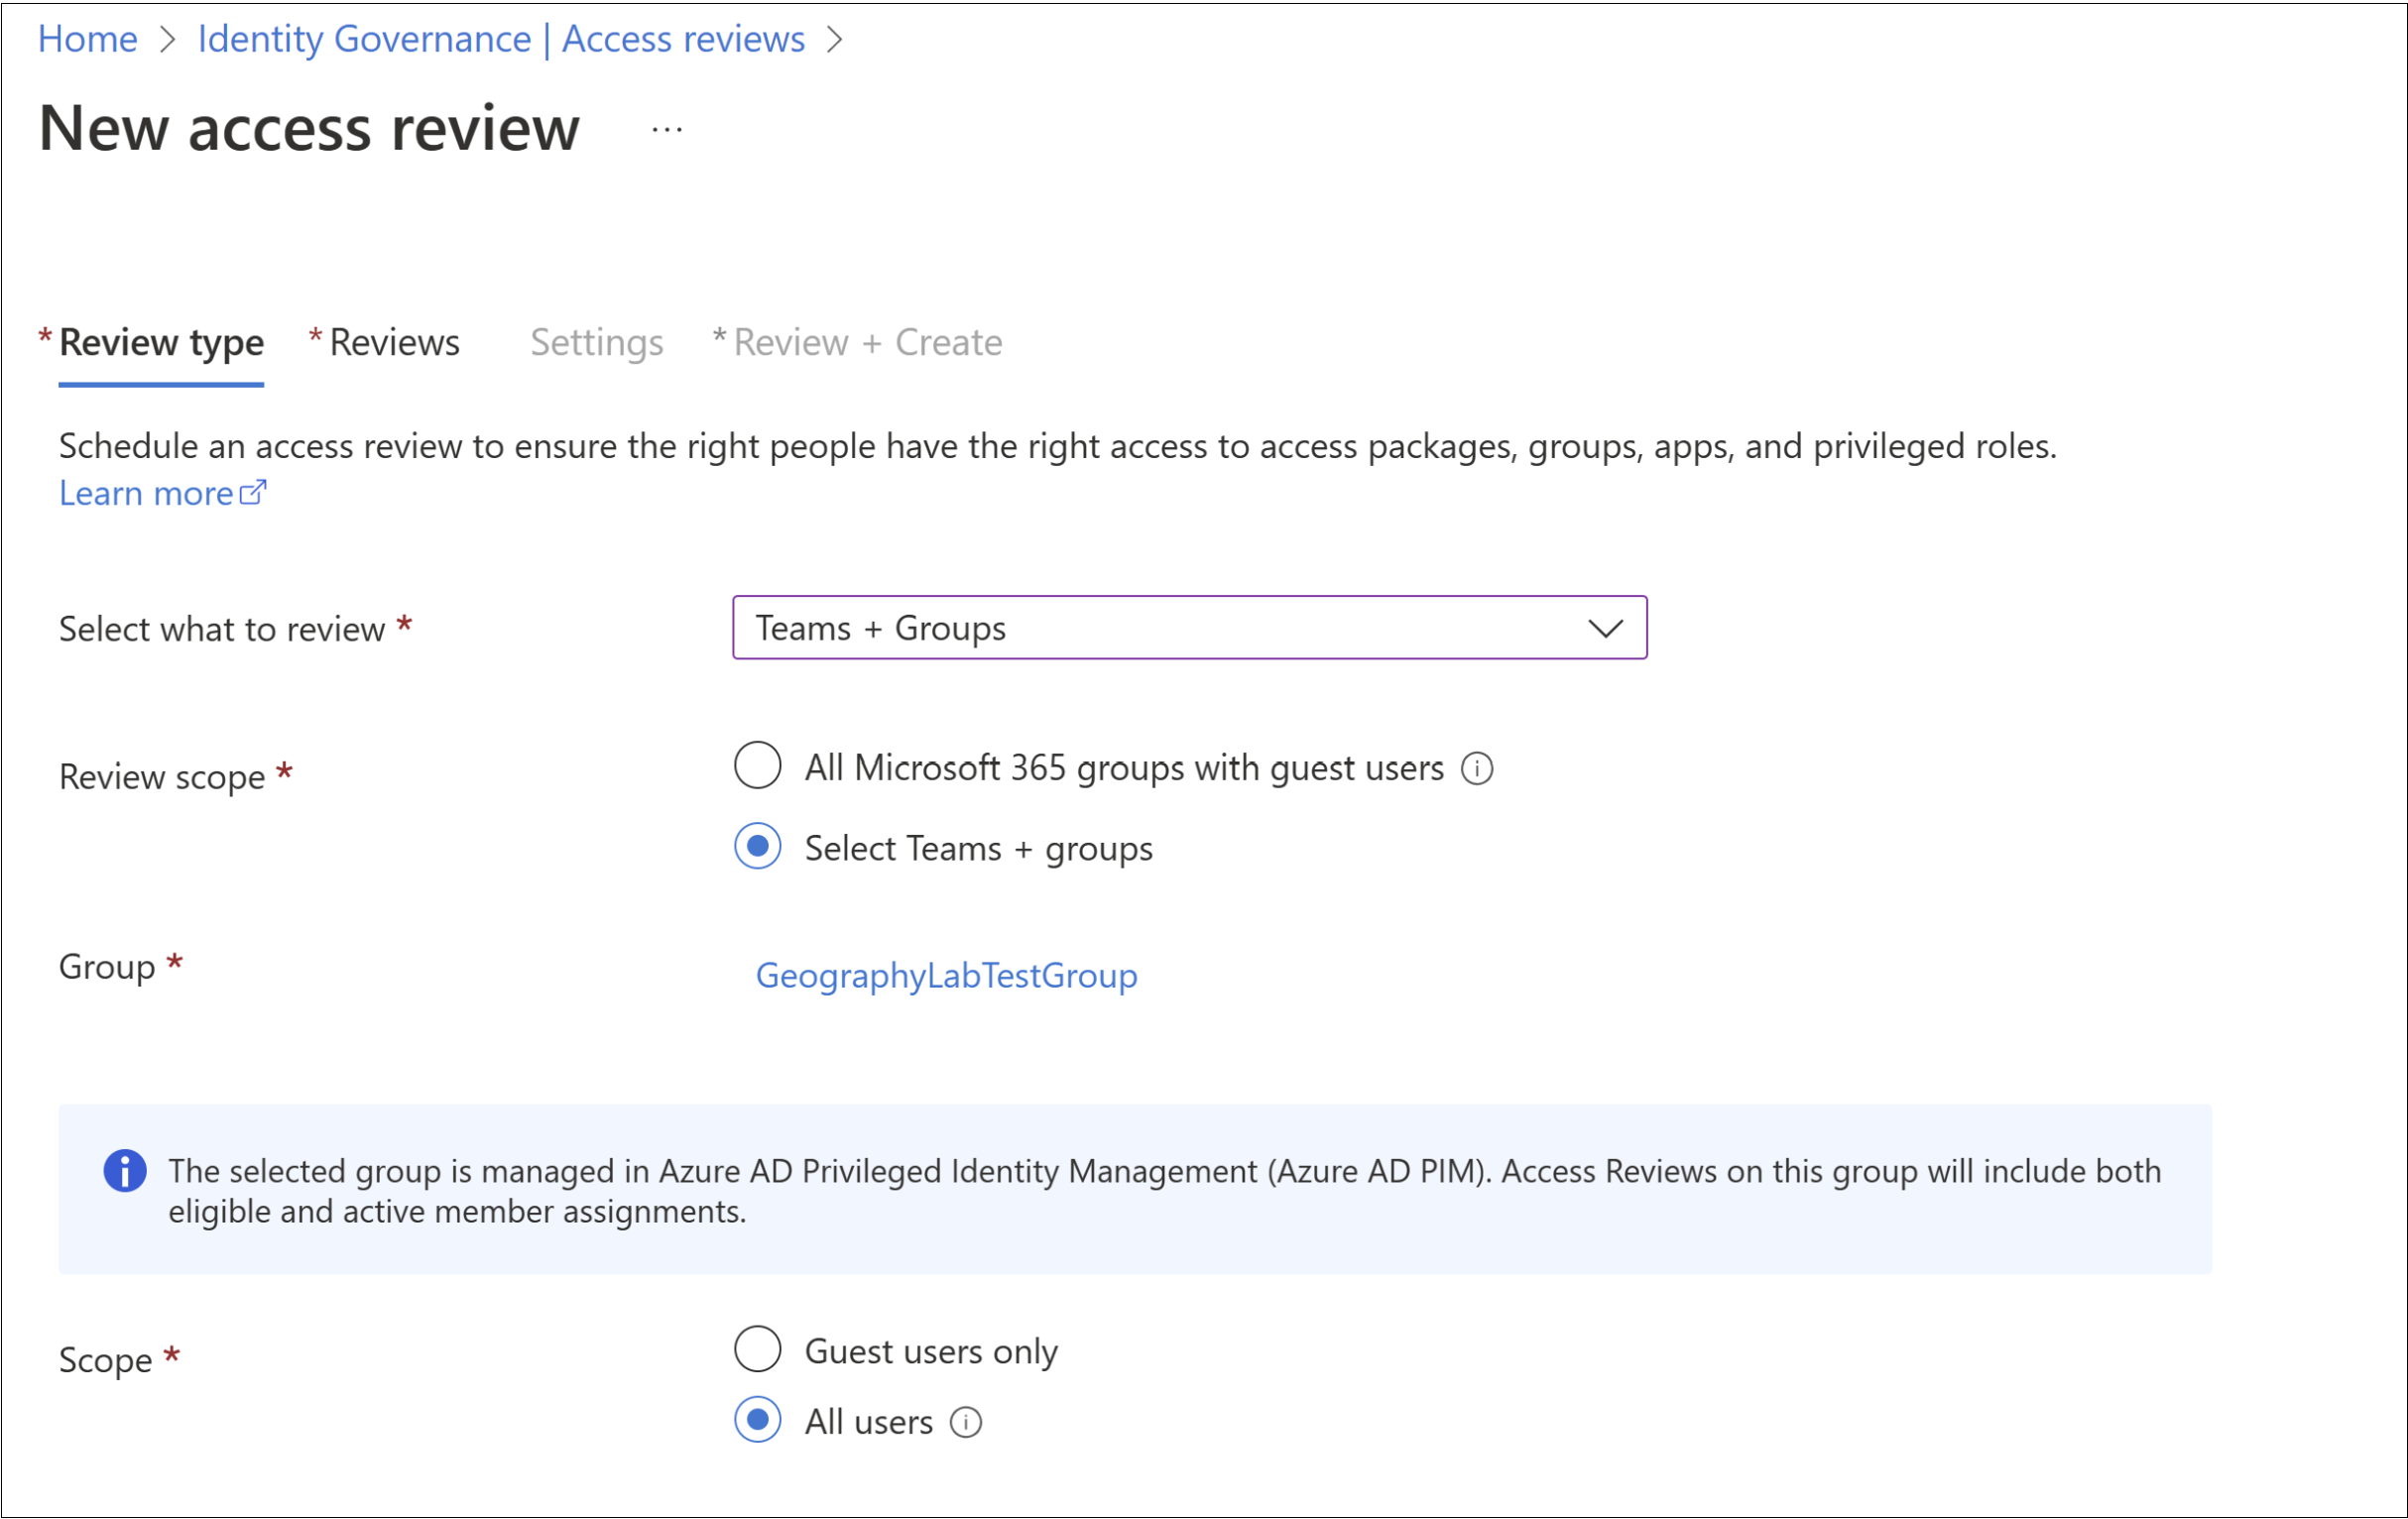 Home > Identity Governance | Access reviews >
New access review ...
* Review type * Reviews Settings * Review + Create
Schedule an access review to ensure the right people have the right access to access packages, groups, apps, and privileged roles.
Learn more
Select what to review * Teams + Groups
Review scope * All Microsoft 365 groups with guest users
Select Teams + groups
Group * GeographyLabTestGroup
The selected group is managed in Azure AD Privileged Identity Management (Azure AD PIM). Access Reviews on this group will include both
eligible and active member assignments.
Scope * Guest users only
All users